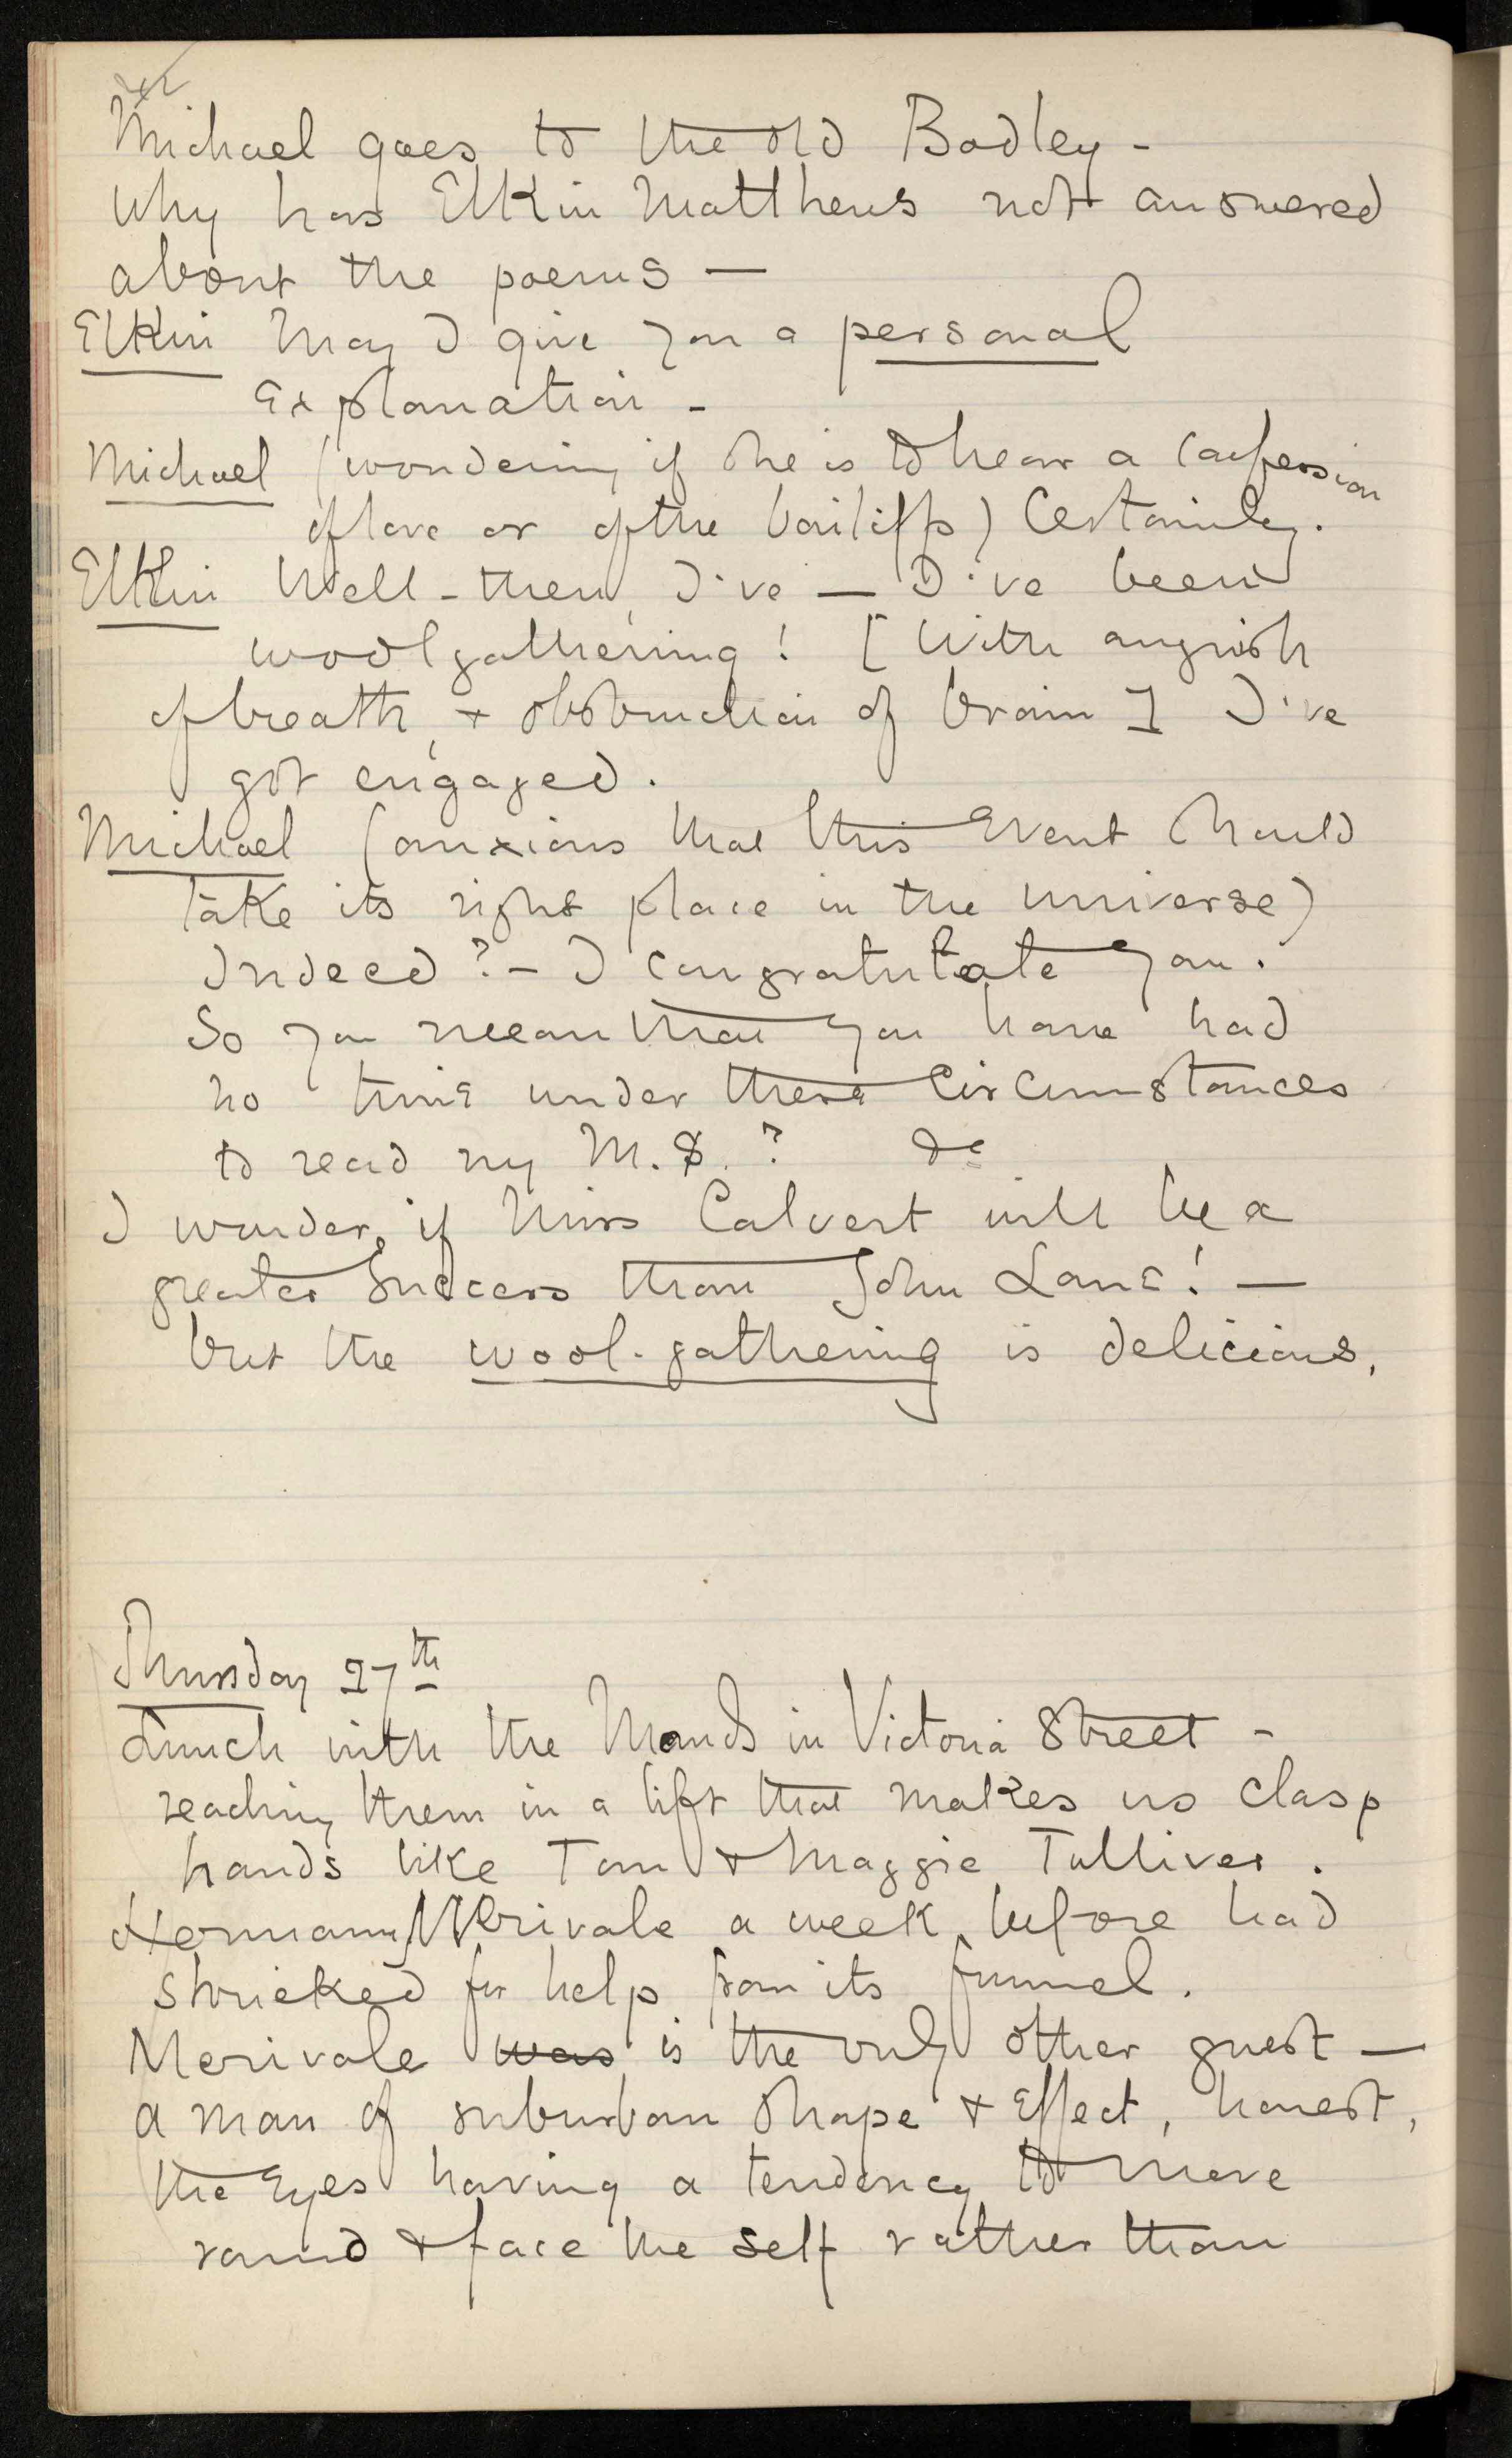 Michael goes to the old Bodley -
Why has Elkin Matthews not answered
about the poems —
Elkin May I give you a personal
Explanation -
Michael (wondering if she is to hear a confession
of love or of the bailiffs) Certainly.
Elkin Well - then, I've — I've been
wool gathering! [With anguish
of breath, + obstruction of brain] I've
got engaged.
Michael (anxious that this Event should
take its right place in the universe)
Indeed? - I congratulate you.
So you mean that you have had
no time under these circumstances
to read my M.S.? &c
I wonder, if Miss Calvert will be a
greater success than John Lane! —
but the wool-gathering is delicious,
Thursday 27th
Lunch with the Monds in Victoria Street -
reaching them in a lift that makes us clasp
hands like Tom & Maggie Tulliver.
Hermann Merivale a week before had
shrieked for help from its funnel.
Merivale was is the only other guest —
a man of suburban shape & Effect, honest,
the Eyes having a tendency to move
round & face the self rather than